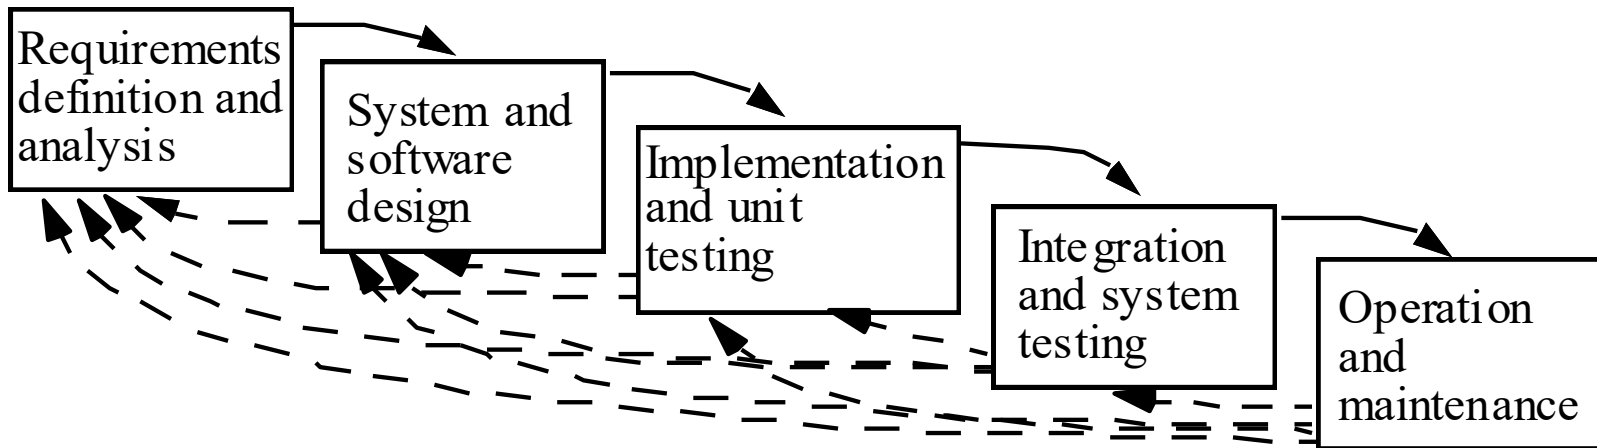 Requirements
definition and
analysis
System and
software
design
Implementation
and unit
testing
Integration
and system
testing
Operation
and
maintenance